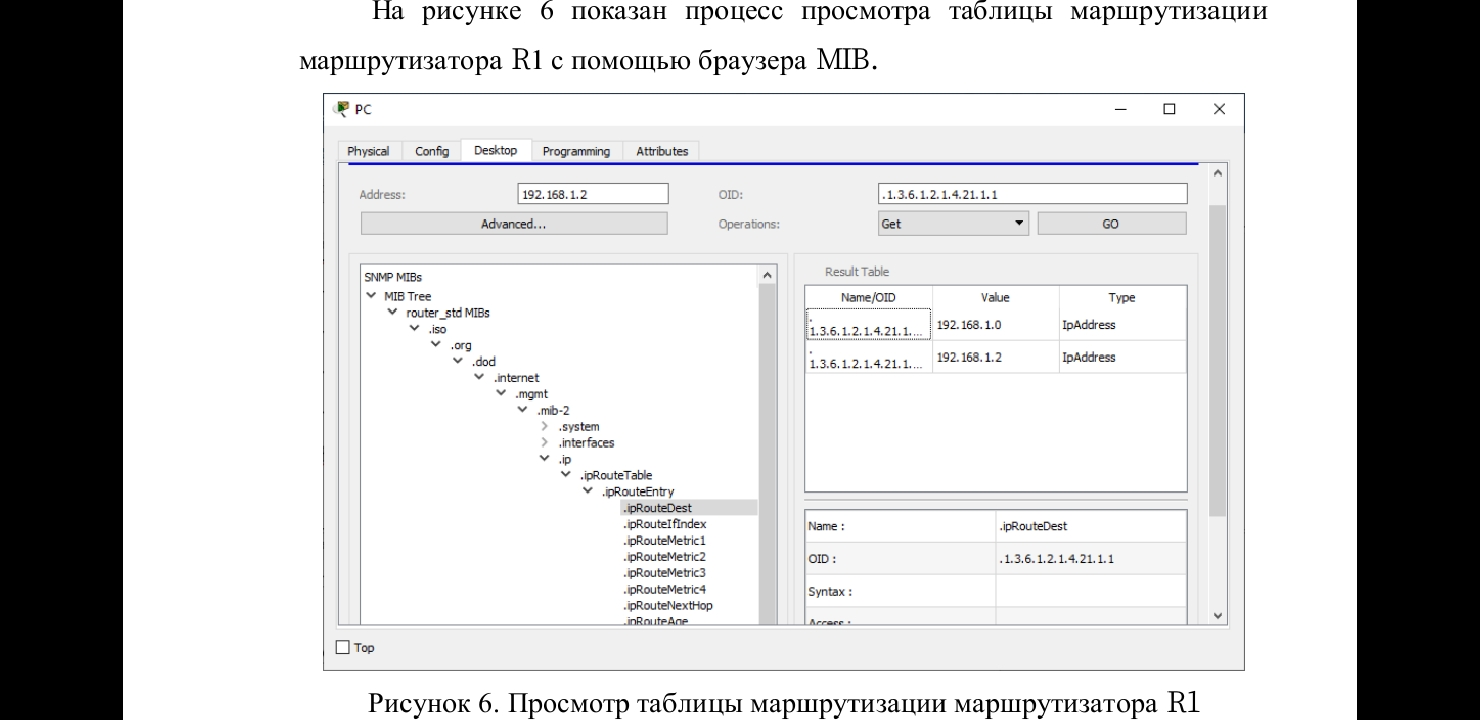 На рисунке 6 показан процесс просмотра таблицы маршрутизации
маршрутизатора R1 с помощью браузера MIB.
PC
Physical Config Desktop Programming Attributes
Address: 192.168.1.2 OID: .1.3.6.1.2.1.4.21.1.1
Advanced... Operations: Get GO
SNMP MIBs
MIB Tree
router_std MIBs
.iso
.org
.dod
.internet
.mgmt
.mib-2
.system
.interfaces
.ip
.ipRouteTable
.ipRouteEntry
.ipRouteDest
.ipRouteIfIndex
.ipRouteMetric1
.ipRouteMetric2
.ipRouteMetric3
.ipRouteMetric4
.ipRouteNextHop
.ipRouteAge
Result Table
Name/OID Value Type
.
1.3.6.1.2.1.4.21.1.... 192.168.1.0 IpAddress
.
1.3.6.1.2.1.4.21.1.... 192.168.1.2 IpAddress
Name : .ipRouteDest
OID : .1.3.6.1.2.1.4.21.1.1
Syntax :
Access :
Top
Рисунок 6. Просмотр таблицы маршрутизации маршрутизатора R1